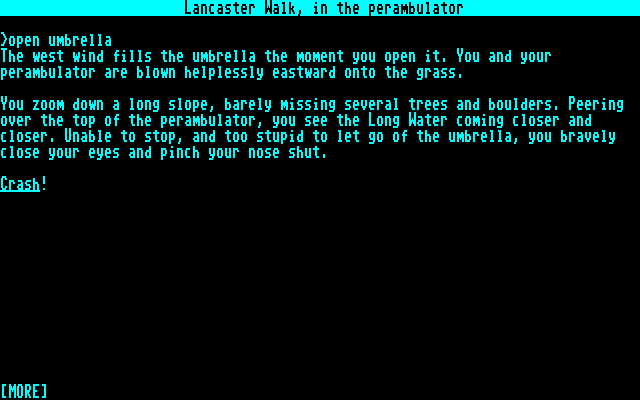 Lancaster Walk, in the perambulator
>open umbrella
The west wind fills the umbrella the moment you open it. You and your
perambulator are blown helplessly eastward onto the grass.
You zoom down a long slope, barely missing several trees and boulders. Peering
over the top of the perambulator, you see the Long Water coming closer and
closer. Unable to stop, and too stupid to let go of the umbrella, you bravely
close your eyes and pinch your nose shut.
Crash!
[MORE]